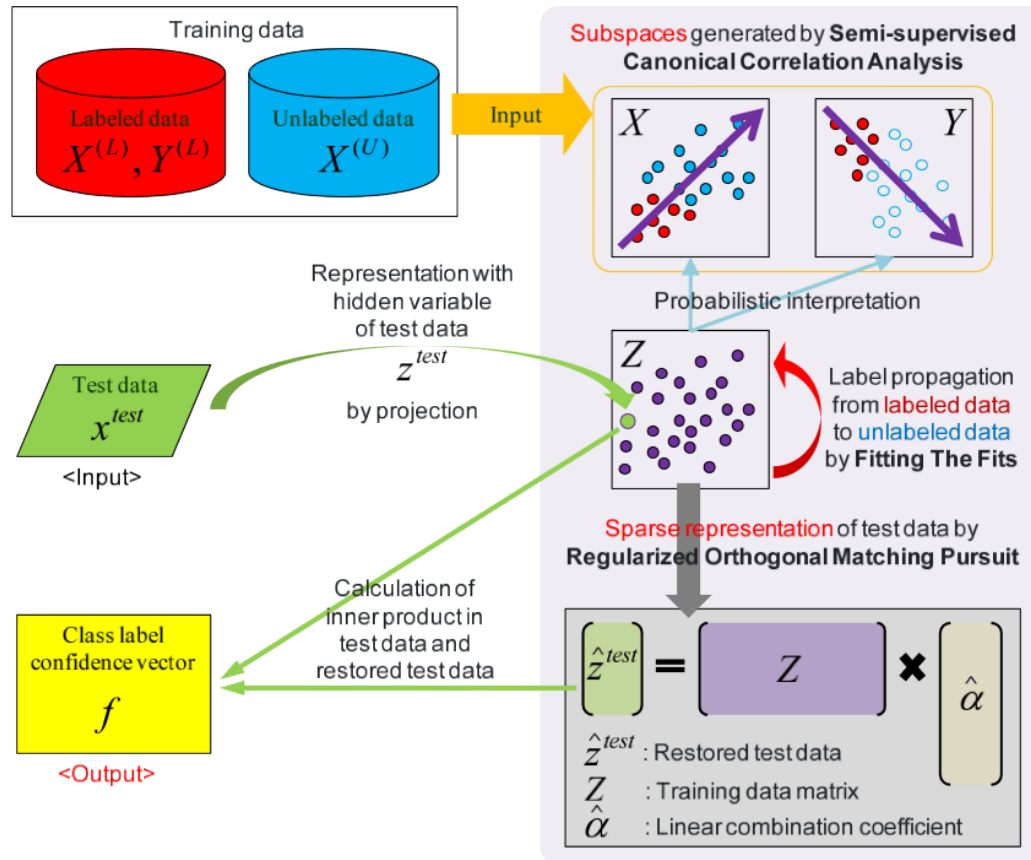 Training data
Labeled data
X^(L), Y^(L)
Unlabeled data
X^(U)
Input
Subspaces generated by Semi-supervised
Canonical Correlation Analysis
X
Y
Probabilistic interpretation
Representation with
hidden variable
of test data
z^test
by projection
Test data
x^test
<Input>
Z
Label propagation
from labeled data
to unlabeled data
by Fitting The Fits
Sparse representation of test data by
Regularized Orthogonal Matching Pursuit
Calculation of
inner product in
test data and
restored test data
Class label
confidence vector
f
<Output>
ẑ^test = Z × α̂
ẑ^test : Restored test data
Z : Training data matrix
α̂ : Linear combination coefficient